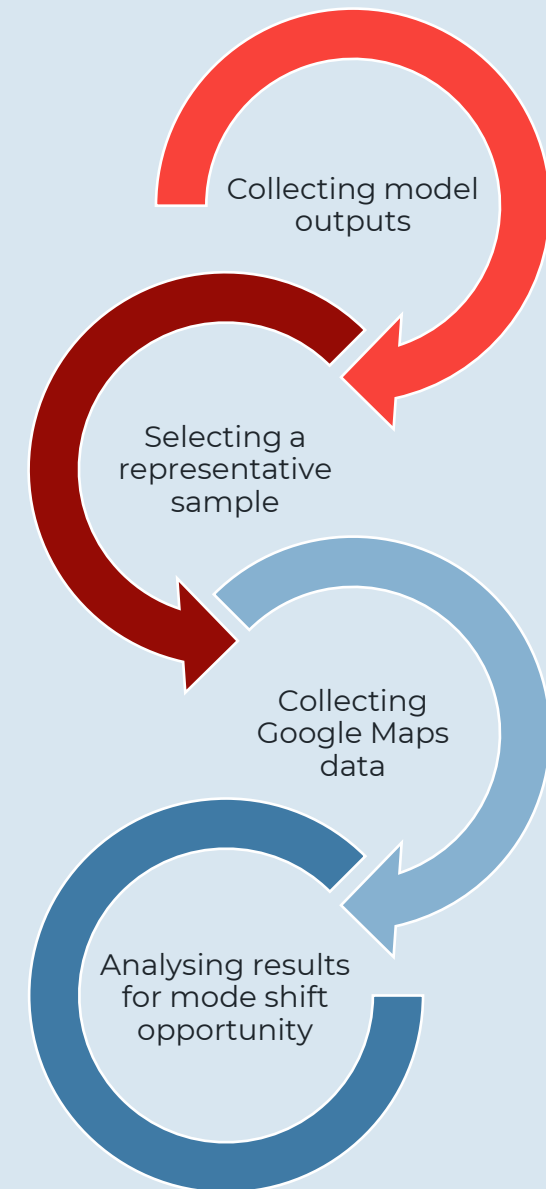 Collecting model
outputs
Selecting a
representative
sample
Collecting
Google Maps
data
Analysing results
for mode shift
opportunity